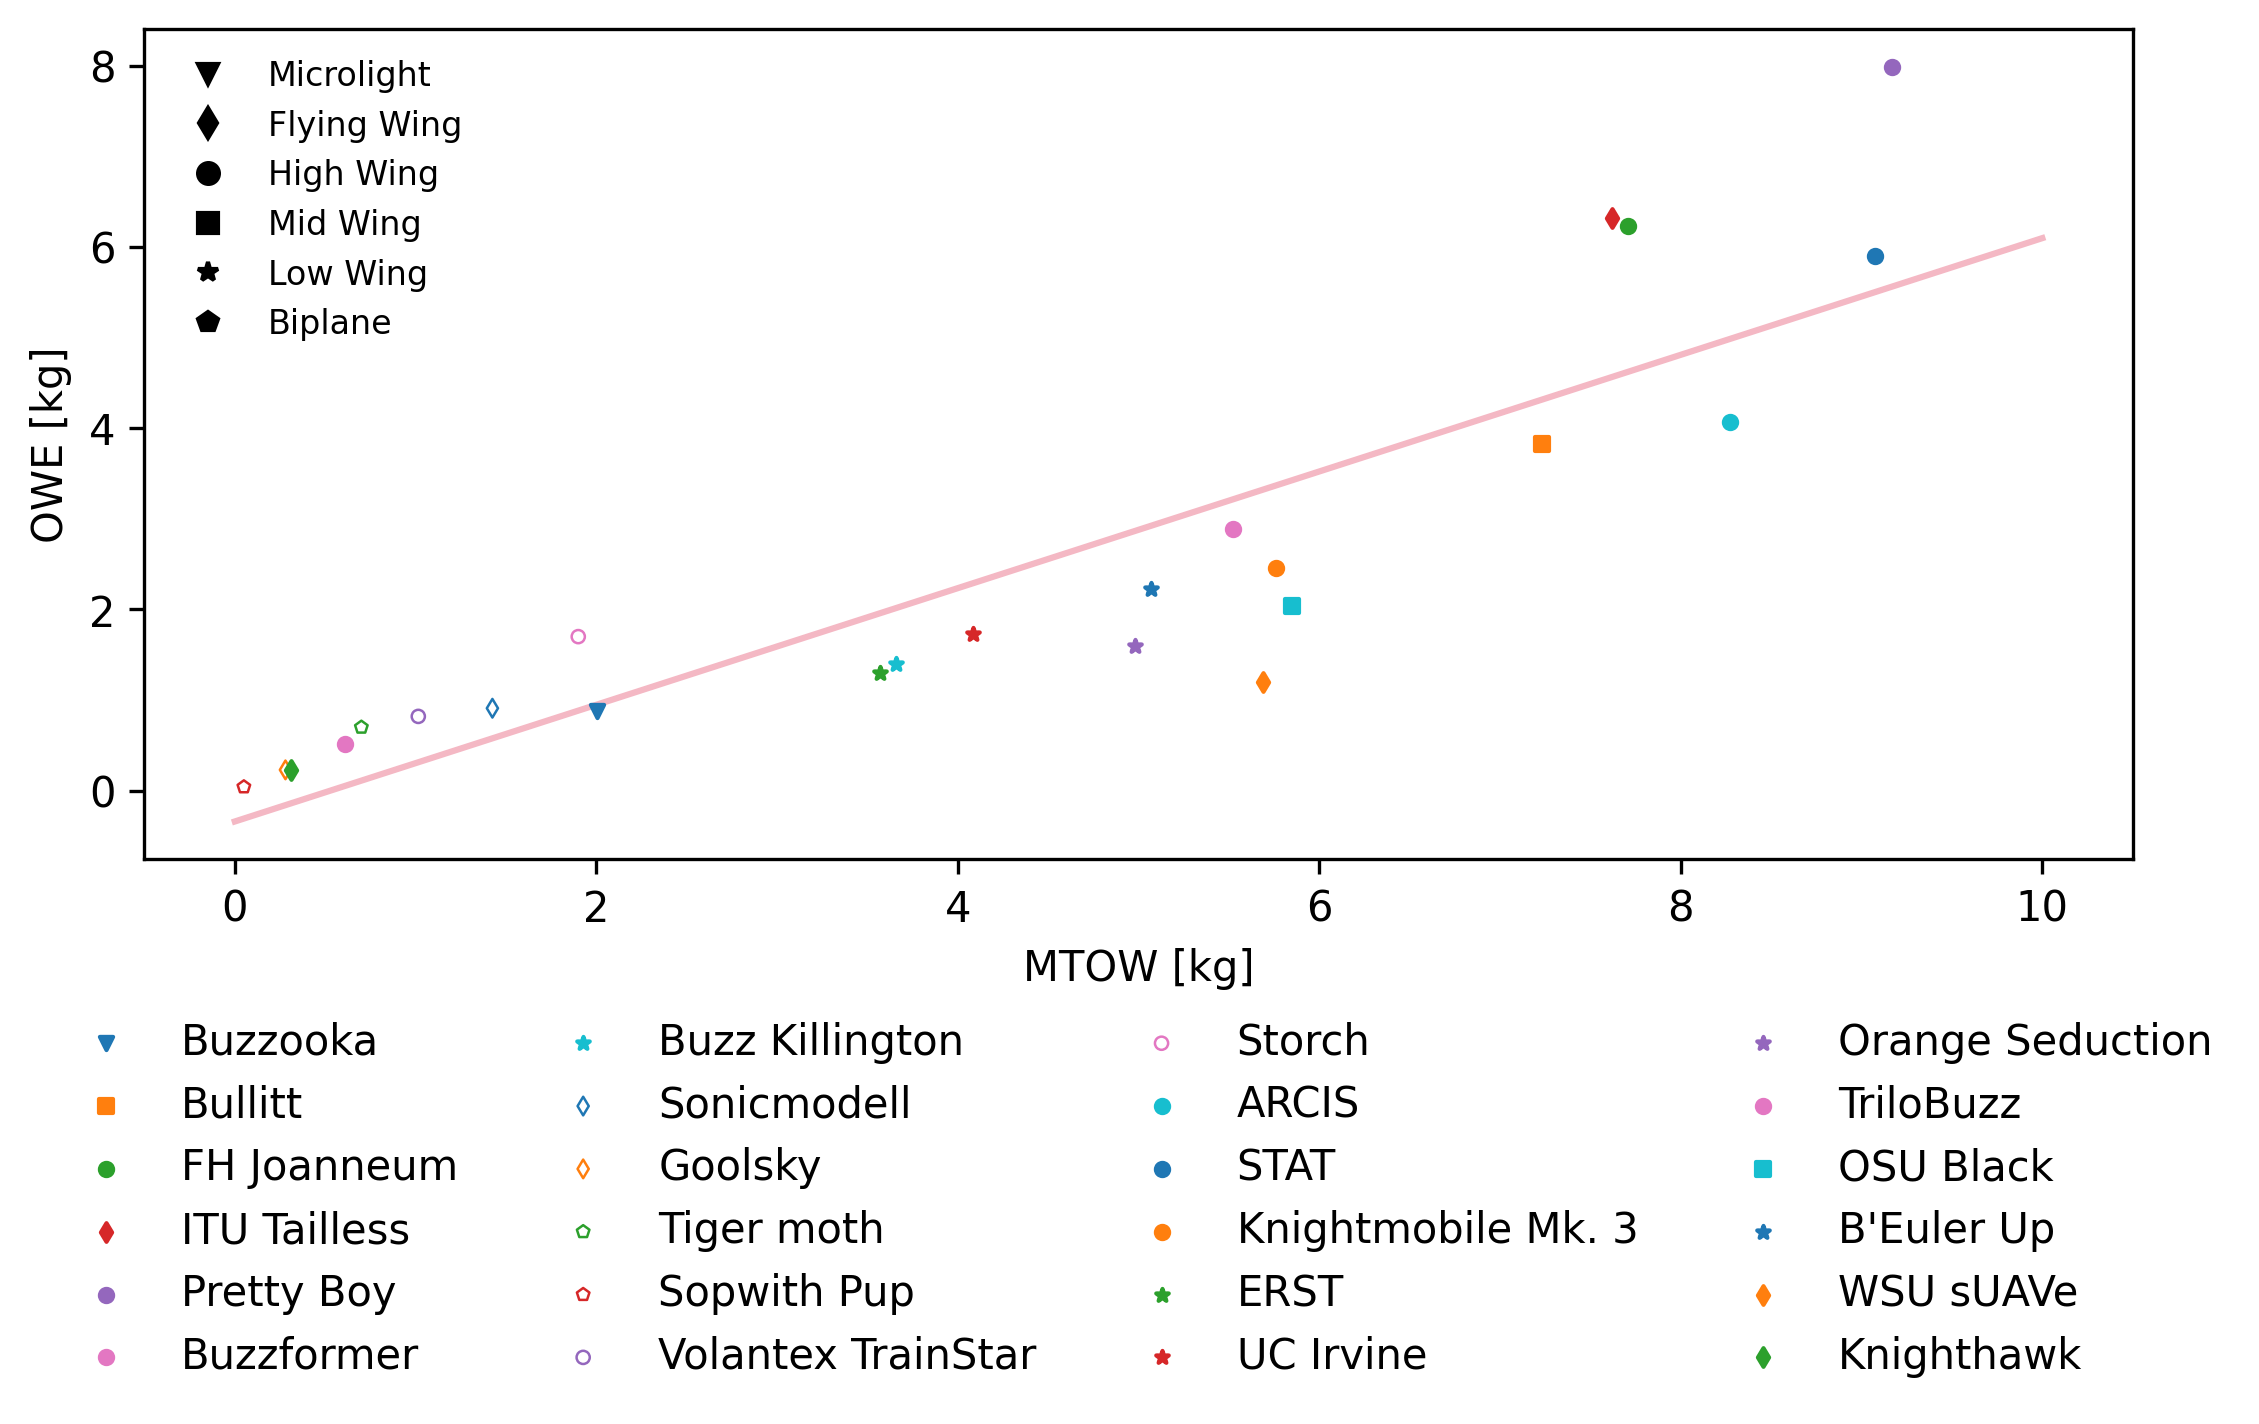 8
6
4
2
0
OWE [kg]
Microlight
Flying Wing
High Wing
Mid Wing
Low Wing
Biplane
0 2 4 6 8 10
MTOW [kg]
Buzzooka
Bullitt
FH Joanneum
ITU Tailless
Pretty Boy
Buzzformer
Buzz Killington
Sonicmodell
Goolsky
Tiger moth
Sopwith Pup
Volantex TrainStar
Storch
ARCIS
STAT
Knightmobile Mk. 3
ERST
UC Irvine
Orange Seduction
TriloBuzz
OSU Black
B'Euler Up
WSU sUAVe
Knighthawk